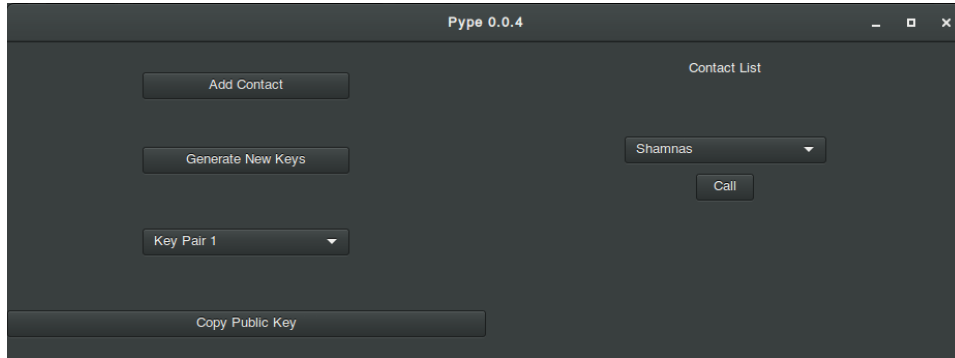 Pype 0.0.4
Add Contact
Generate New Keys
Key Pair 1
Copy Public Key
Contact List
Shamnas
Call